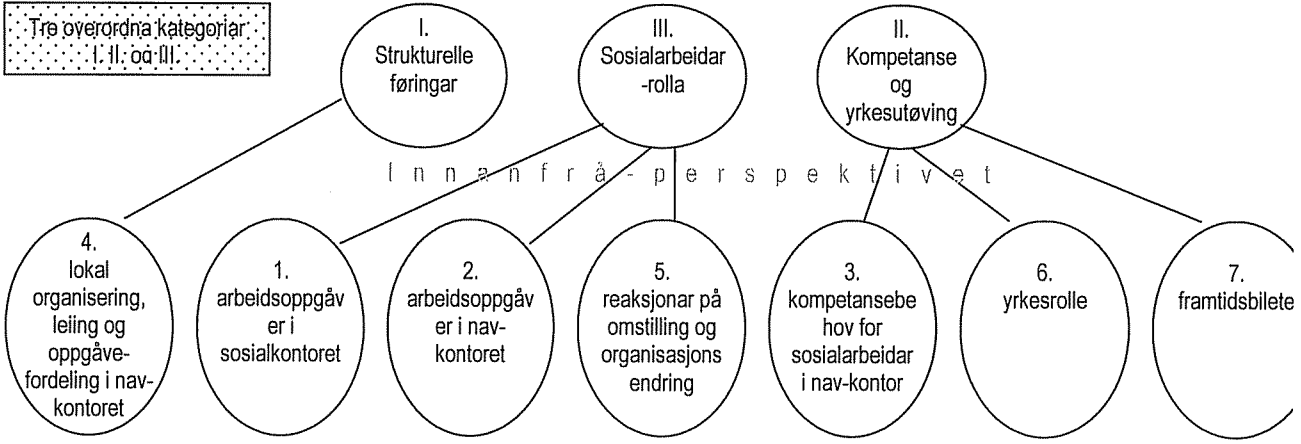 Tre overordna kategoriar
I. II. og III.
I.
Strukturelle
føringar
III.
Sosialarbeidar
-rolla
II.
Kompetanse
og
yrkesutøving
Innanfrå-perspektivet
4.
lokal
organisering,
leiing og
oppgåve-
fordeling i nav-
kontoret
1.
arbeidsoppgåv
er i
sosialkontoret
2.
arbeidsoppgåv
er i nav-
kontoret
5.
reaksjonar på
omstilling og
organisasjons
endring
3.
kompetansebe
hov for
sosialarbeidar
i nav-kontor
6.
yrkesrolle
7.
framtidsbilete